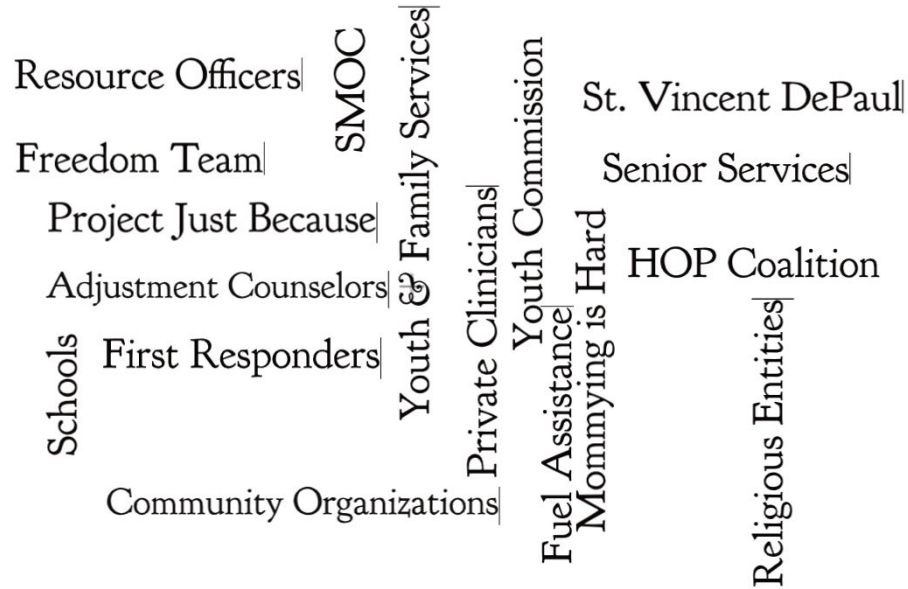 Resource Officers
SMOC
Youth & Family Services
Youth Commission
St. Vincent DePaul
Freedom Team
Senior Services
Project Just Because
Private Clinicians
Mommying is Hard
HOP Coalition
Adjustment Counselors
Schools
First Responders
Fuel Assistance
Religious Entities
Community Organizations